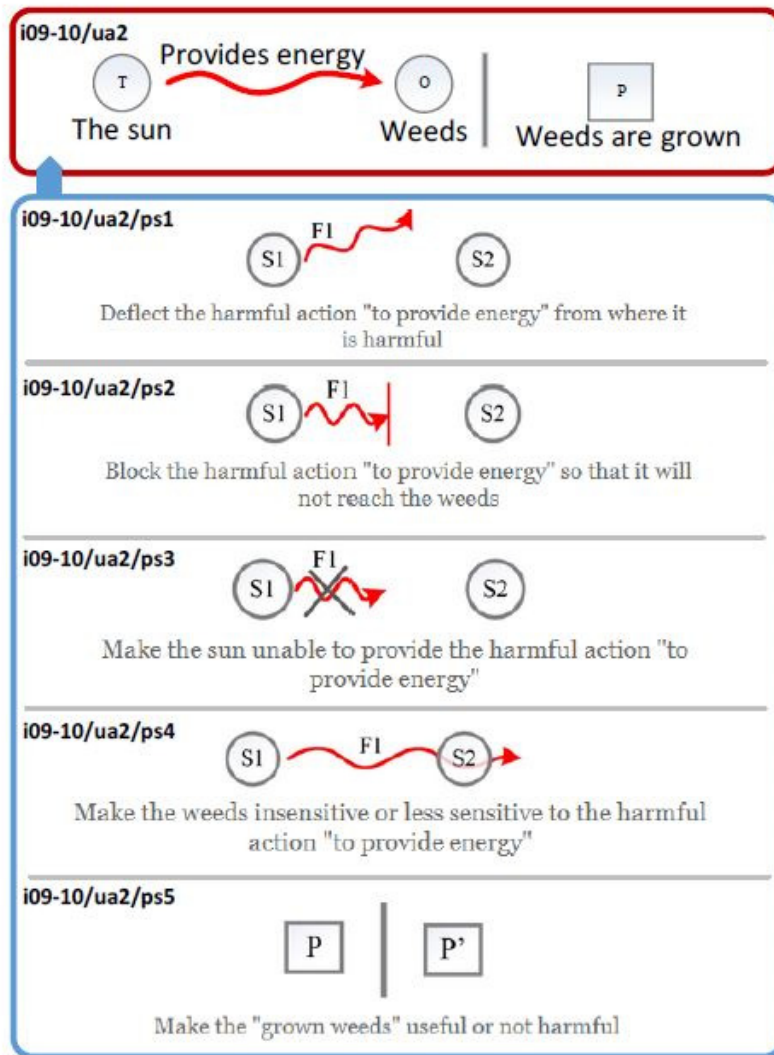 i09-10/ua2
Provides energy
T
O
P
The sun
Weeds
Weeds are grown
i09-10/ua2/ps1
F1
S1
S2
Deflect the harmful action "to provide energy" from where it
is harmful
i09-10/ua2/ps2
F1
S1
S2
Block the harmful action "to provide energy" so that it will
not reach the weeds
i09-10/ua2/ps3
F1
S1
S2
Make the sun unable to provide the harmful action "to
provide energy"
i09-10/ua2/ps4
S1
F1
S2
Make the weeds insensitive or less sensitive to the harmful
action "to provide energy"
i09-10/ua2/ps5
P
P'
Make the "grown weeds" useful or not harmful